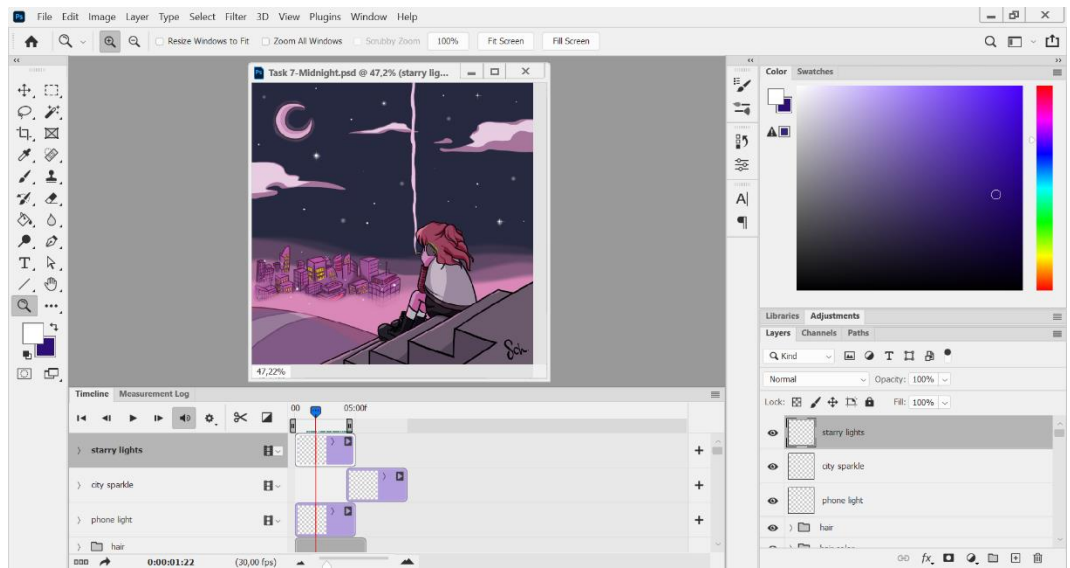 Ps File Edit Image Layer Type Select Filter 3D View Plugins Window Help
Resize Windows to Fit Zoom All Windows Scrubby Zoom 100% Fit Screen Fill Screen
Ps Task 7-Midnight.psd @ 47,2% (starry lig...
Soh
47,22%
Color Swatches
Libraries Adjustments
Layers Channels Paths
Kind
Normal Opacity: 100%
Lock: Fill: 100%
starry lights
city sparkle
phone light
hair
Timeline Measurement Log
00 05:00f
starry lights
city sparkle
phone light
hair
0:00:01:22 (30,00 fps)
fx